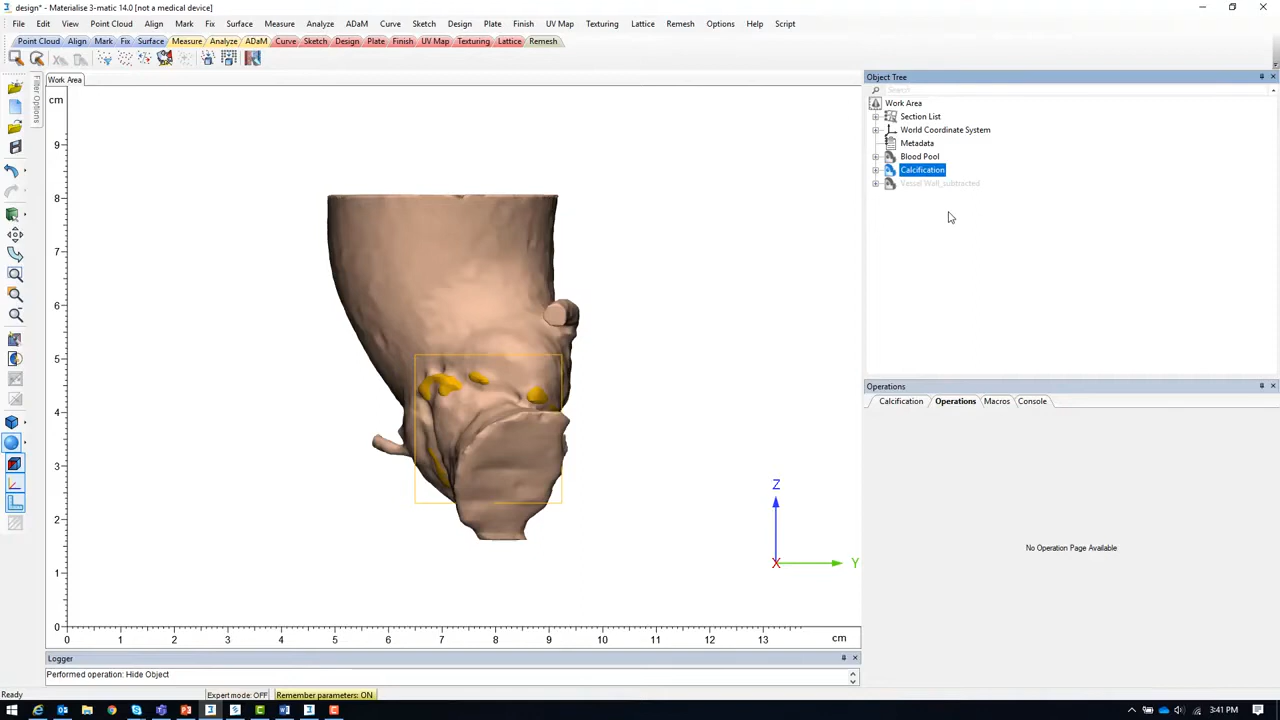 design* - Materialise 3-matic 14.0 [not a medical device]
File Edit View Point Cloud Align Mark Fix Surface Measure Analyze ADaM Curve Sketch Design Plate Finish UV Map Texturing Lattice Remesh Options Help Script
Point Cloud Align Mark Fix Surface Measure Analyze ADaM Curve Sketch Design Plate Finish UV Map Texturing Lattice Remesh
Filter Options
Work Area
cm
9
8
7
6
5
4
3
2
1
0
0 1 2 3 4 5 6 7 8 9 10 11 12 13 cm
Z
X
Y
Object Tree
Search
Work Area
Section List
World Coordinate System
Metadata
Blood Pool
Calcification
Vessel Wall_subtracted
Operations
Calcification Operations Macros Console
No Operation Page Available
Logger
Performed operation: Hide Object
Ready Expert mode: OFF Remember parameters: ON
3:41 PM